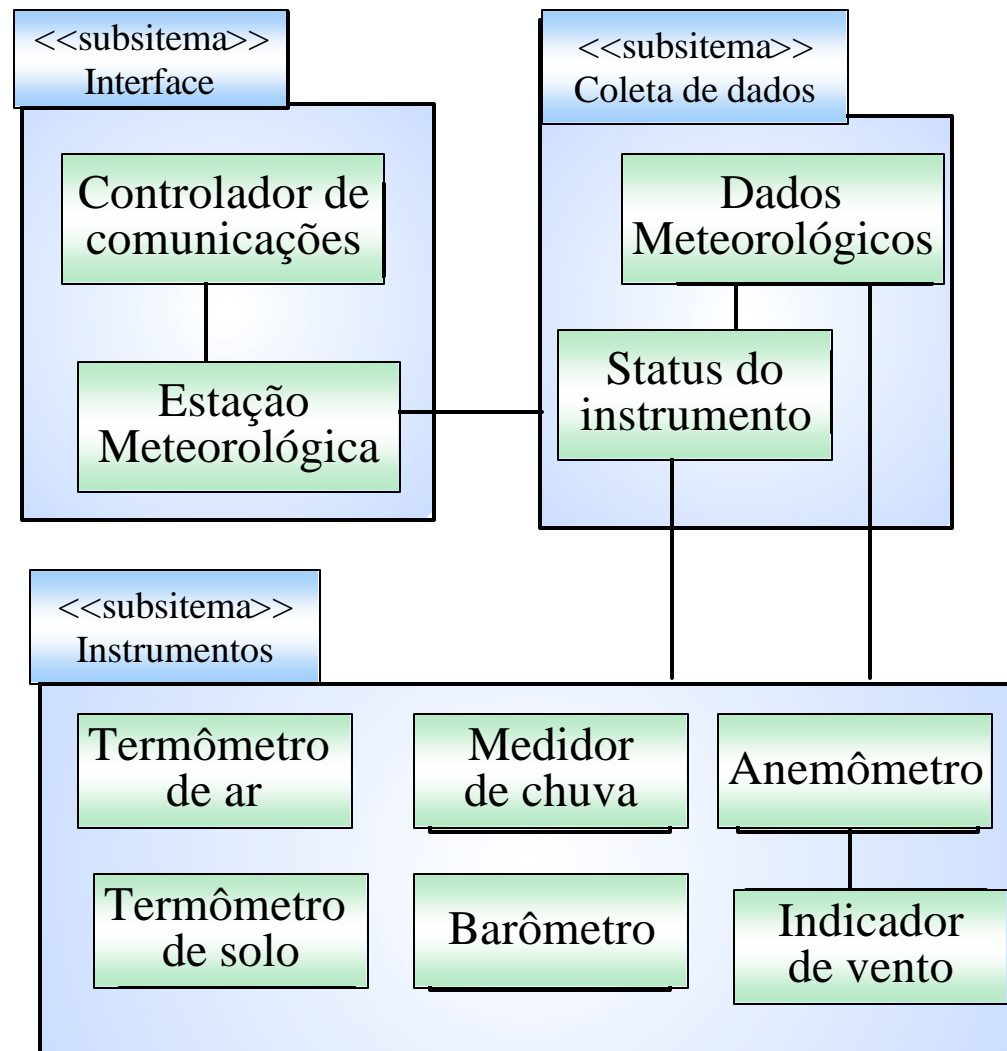 <<subsitema>>
Interface
Controlador de
comunicações
Estação
Meteorológica
<<subsitema>>
Coleta de dados
Dados
Meteorológicos
Status do
instrumento
<<subsitema>>
Instrumentos
Termômetro
de ar
Medidor
de chuva
Anemômetro
Termômetro
de solo
Barômetro
Indicador
de vento